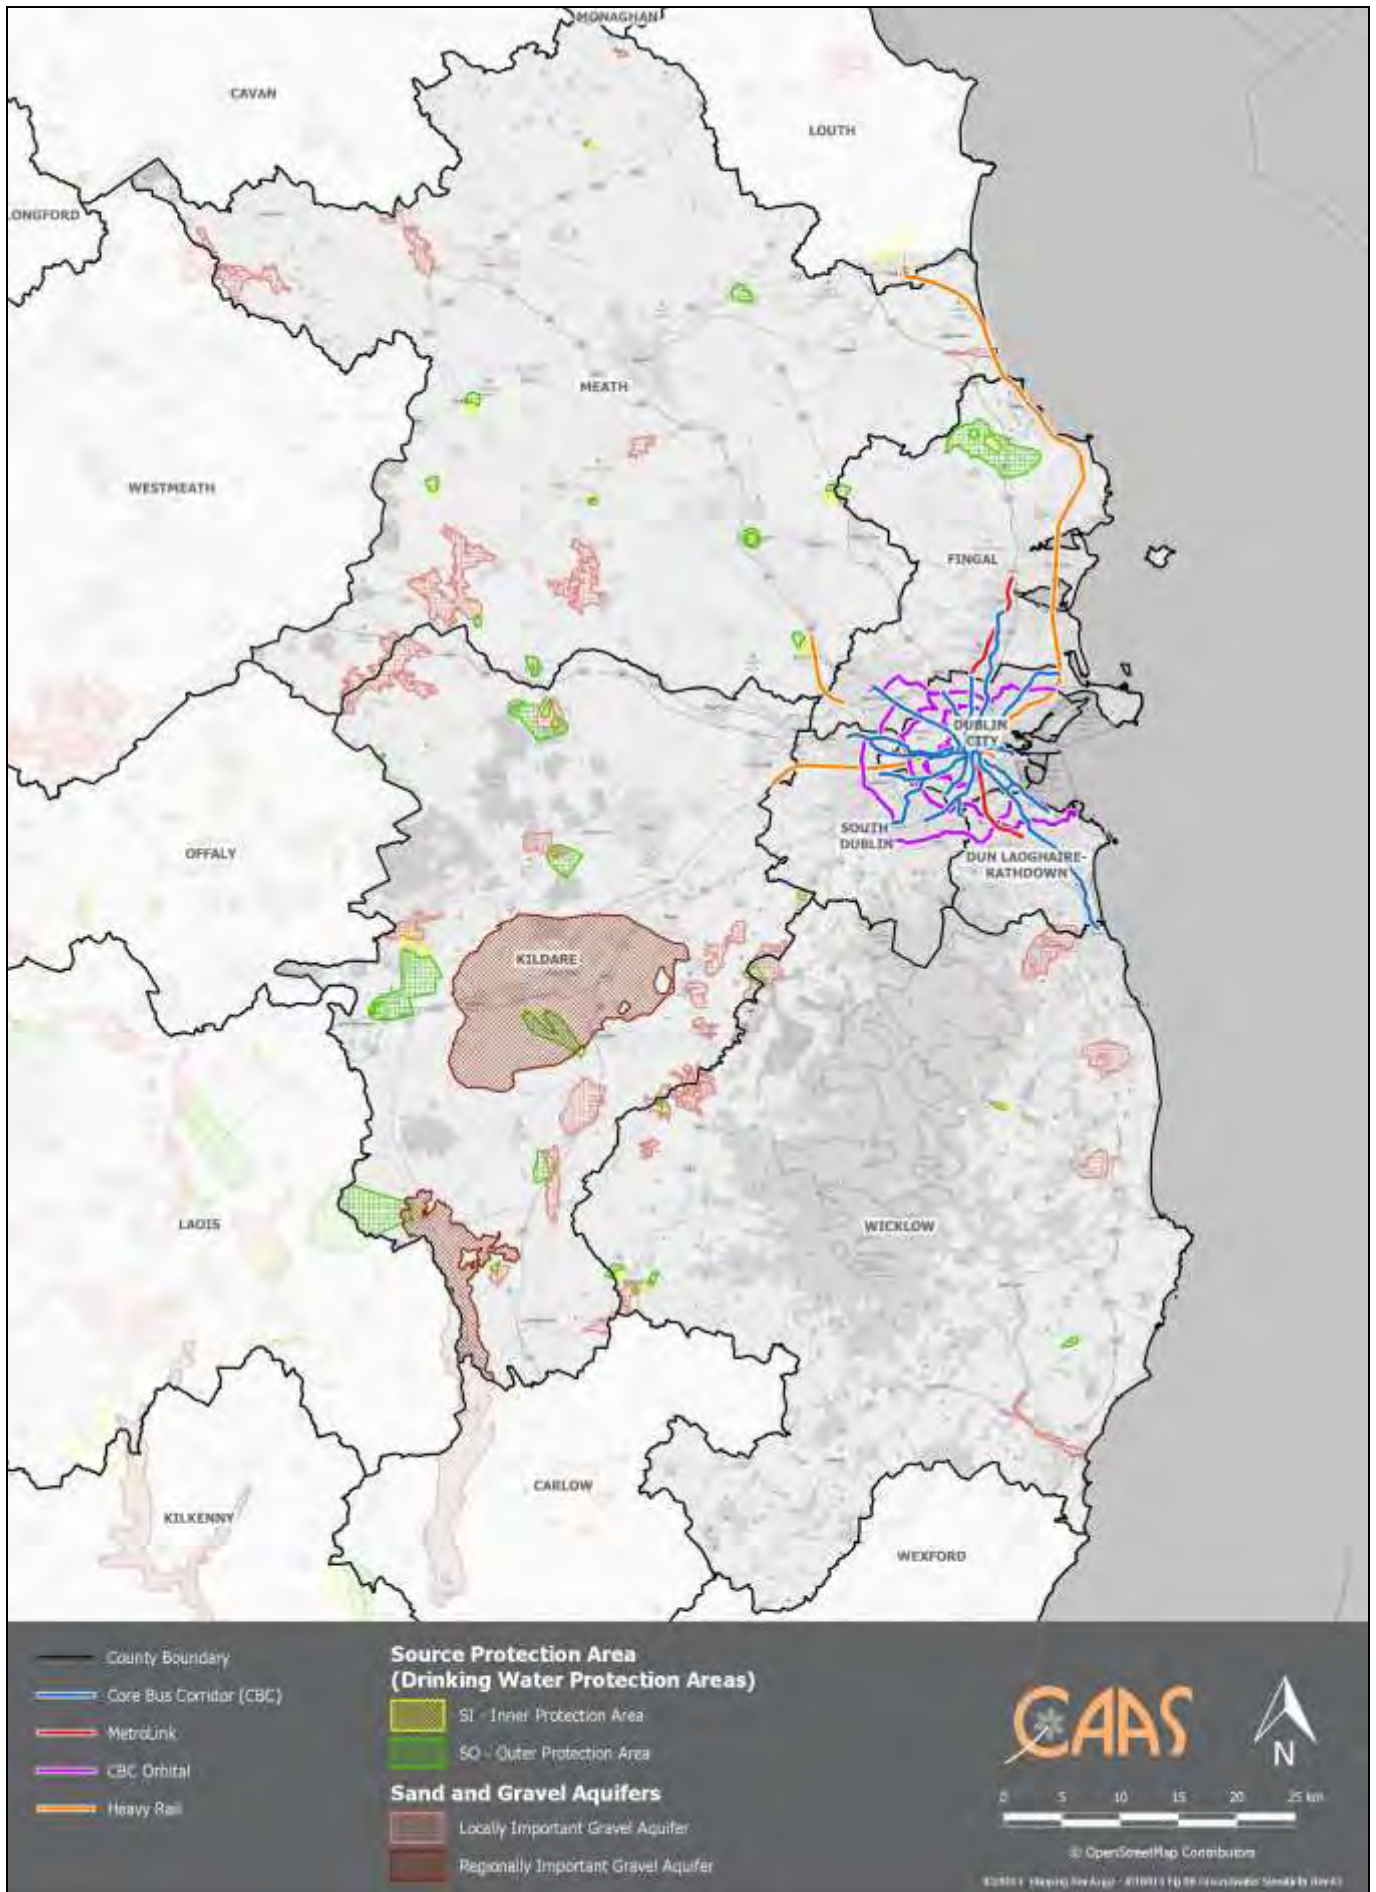 MONAGHAN
CAVAN
LOUTH
LONGFORD
MEATH
WESTMEATH
FINGAL
DUBLIN
CITY
OFFALY
SOUTH
DUBLIN
DUN LAOGHAIRE-
RATHDOWN
KILDARE
LAOIS
WICKLOW
CARLOW
KILKENNY
WEXFORD
County Boundary
Core Bus Corridor (CBC)
MetroLink
CBC Orbital
Heavy Rail
Source Protection Area
(Drinking Water Protection Areas)
SI - Inner Protection Area
SO - Outer Protection Area
Sand and Gravel Aquifers
Locally Important Gravel Aquifer
Regionally Important Gravel Aquifer
CAAS
N
0 5 10 15 20 25 km
© OpenStreetMap Contributors